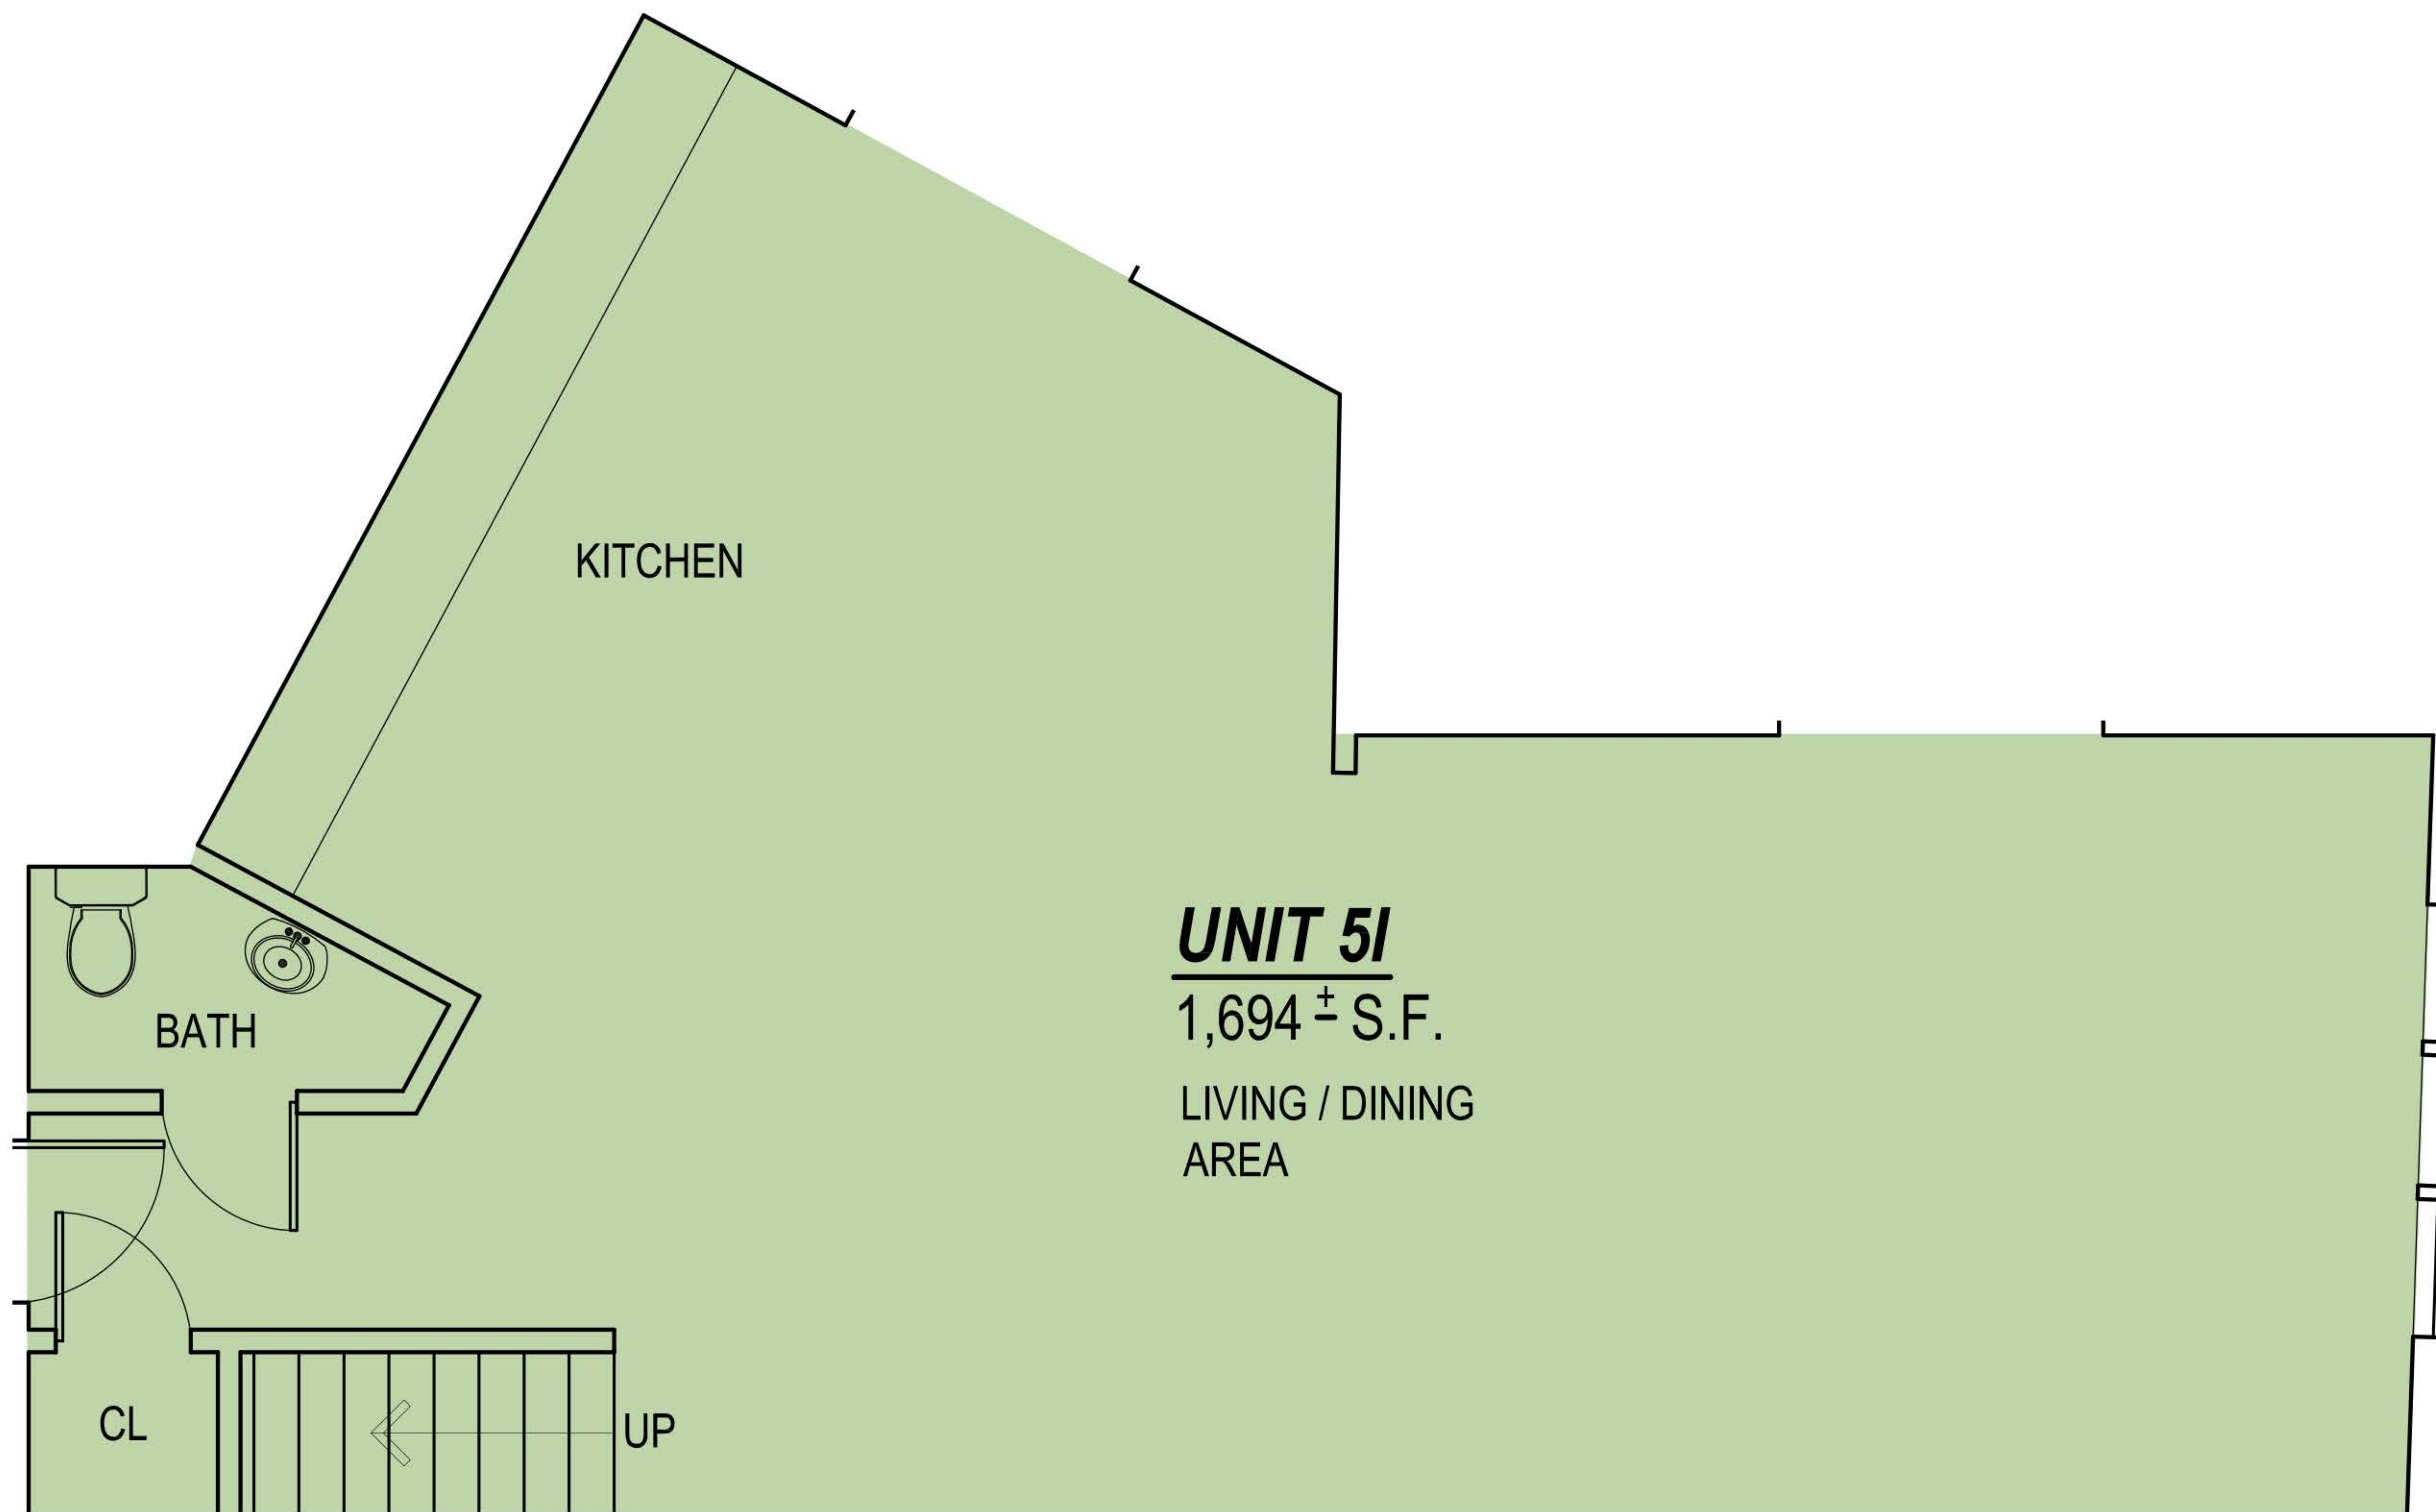 KITCHEN
UNIT 5I
1,694 ± S.F.
BATH
LIVING / DINING
AREA
CL
UP